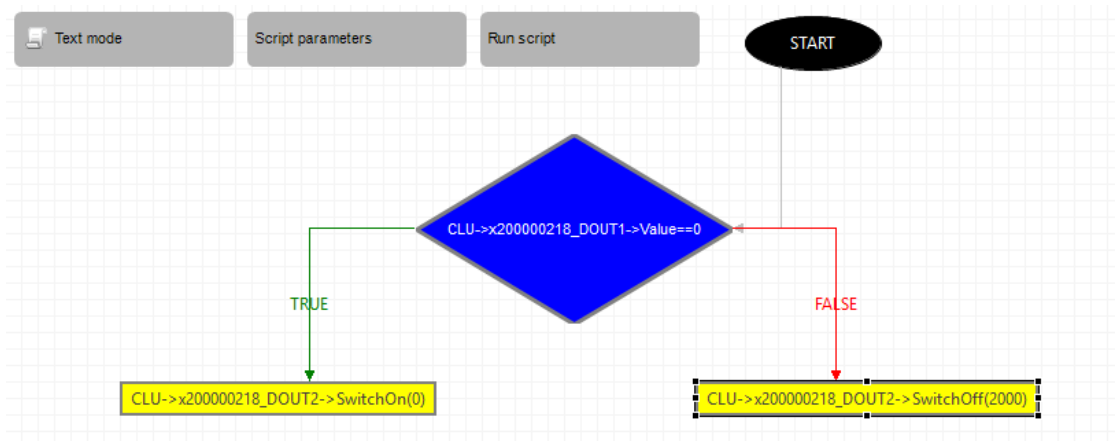 Text mode
Script parameters
Run script
START
CLU->x200000218_DOUT1->Value==0
TRUE
FALSE
CLU->x200000218_DOUT2->SwitchOn(0)
CLU->x200000218_DOUT2->SwitchOff(2000)